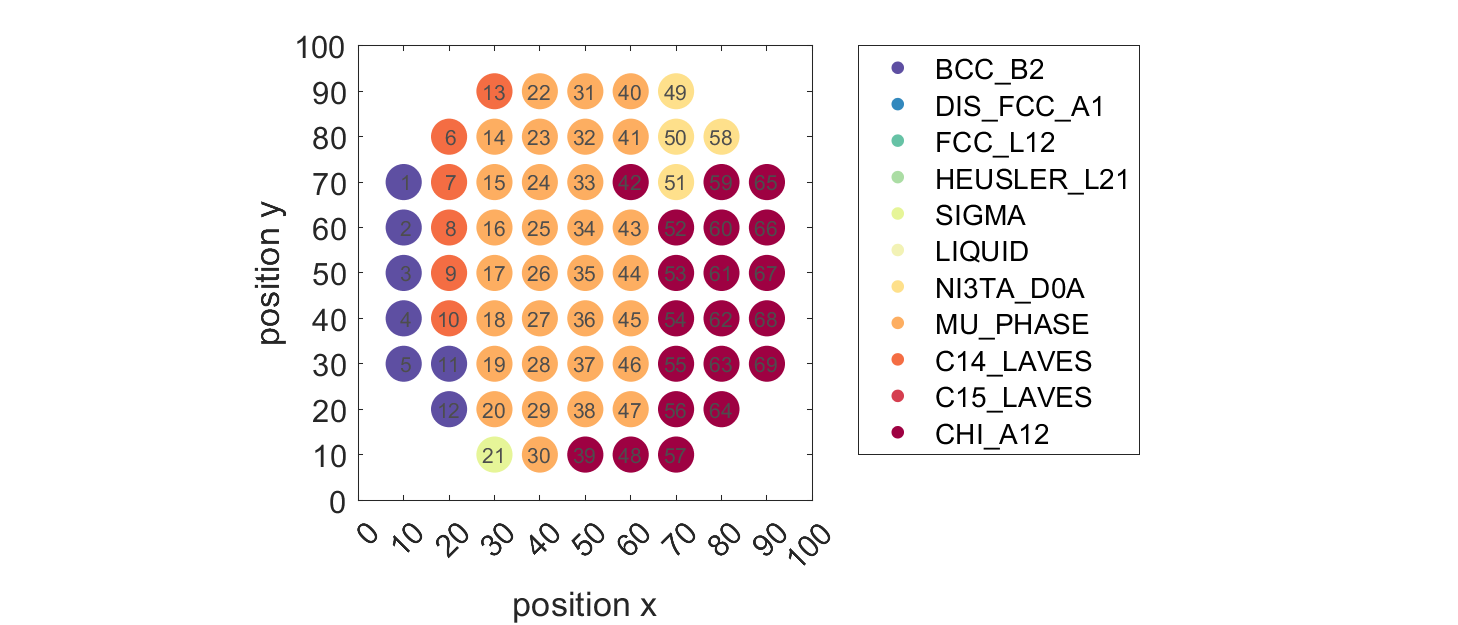 100
90
80
70
60
50
40
30
20
10
0
position y
13 22 31 40 49
6 14 23 32 41 50 58
1 7 15 24 33 42 51 59 65
2 8 16 25 34 43 52 60 66
3 9 17 26 35 44 53 61 67
4 10 18 27 36 45 54 62 68
5 11 19 28 37 46 55 63 69
12 20 29 38 47 56 64
21 30 39 48 57
0 10 20 30 40 50 60 70 80 90 100
position x
BCC_B2
DIS_FCC_A1
FCC_L12
HEUSLER_L21
SIGMA
LIQUID
NI3TA_D0A
MU_PHASE
C14_LAVES
C15_LAVES
CHI_A12